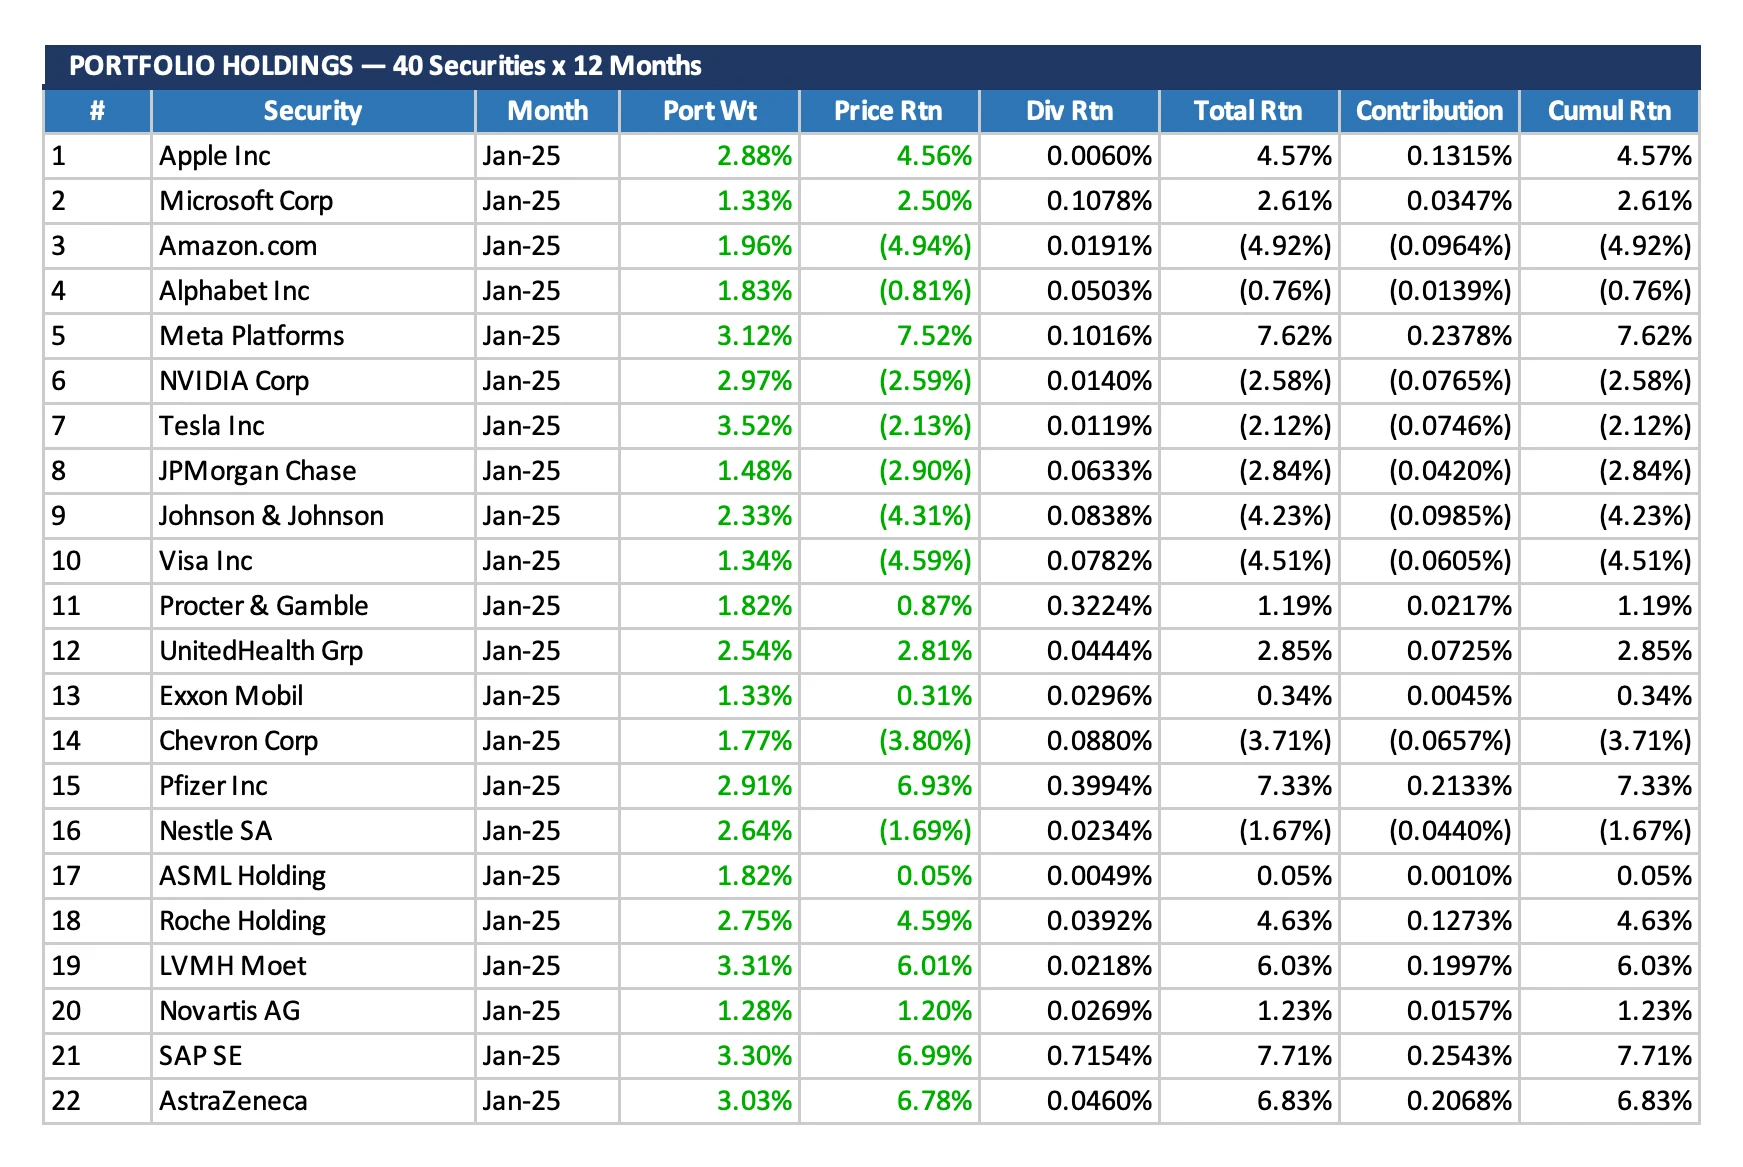 PORTFOLIO HOLDINGS — 40 Securities x 12 Months
# Security Month Port Wt Price Rtn Div Rtn Total Rtn Contribution Cumul Rtn
1 Apple Inc Jan-25 2.88% 4.56% 0.0060% 4.57% 0.1315% 4.57%
2 Microsoft Corp Jan-25 1.33% 2.50% 0.1078% 2.61% 0.0347% 2.61%
3 Amazon.com Jan-25 1.96% (4.94%) 0.0191% (4.92%) (0.0964%) (4.92%)
4 Alphabet Inc Jan-25 1.83% (0.81%) 0.0503% (0.76%) (0.0139%) (0.76%)
5 Meta Platforms Jan-25 3.12% 7.52% 0.1016% 7.62% 0.2378% 7.62%
6 NVIDIA Corp Jan-25 2.97% (2.59%) 0.0140% (2.58%) (0.0765%) (2.58%)
7 Tesla Inc Jan-25 3.52% (2.13%) 0.0119% (2.12%) (0.0746%) (2.12%)
8 JPMorgan Chase Jan-25 1.48% (2.90%) 0.0633% (2.84%) (0.0420%) (2.84%)
9 Johnson & Johnson Jan-25 2.33% (4.31%) 0.0838% (4.23%) (0.0985%) (4.23%)
10 Visa Inc Jan-25 1.34% (4.59%) 0.0782% (4.51%) (0.0605%) (4.51%)
11 Procter & Gamble Jan-25 1.82% 0.87% 0.3224% 1.19% 0.0217% 1.19%
12 UnitedHealth Grp Jan-25 2.54% 2.81% 0.0444% 2.85% 0.0725% 2.85%
13 Exxon Mobil Jan-25 1.33% 0.31% 0.0296% 0.34% 0.0045% 0.34%
14 Chevron Corp Jan-25 1.77% (3.80%) 0.0880% (3.71%) (0.0657%) (3.71%)
15 Pfizer Inc Jan-25 2.91% 6.93% 0.3994% 7.33% 0.2133% 7.33%
16 Nestle SA Jan-25 2.64% (1.69%) 0.0234% (1.67%) (0.0440%) (1.67%)
17 ASML Holding Jan-25 1.82% 0.05% 0.0049% 0.05% 0.0010% 0.05%
18 Roche Holding Jan-25 2.75% 4.59% 0.0392% 4.63% 0.1273% 4.63%
19 LVMH Moet Jan-25 3.31% 6.01% 0.0218% 6.03% 0.1997% 6.03%
20 Novartis AG Jan-25 1.28% 1.20% 0.0269% 1.23% 0.0157% 1.23%
21 SAP SE Jan-25 3.30% 6.99% 0.7154% 7.71% 0.2543% 7.71%
22 AstraZeneca Jan-25 3.03% 6.78% 0.0460% 6.83% 0.2068% 6.83%